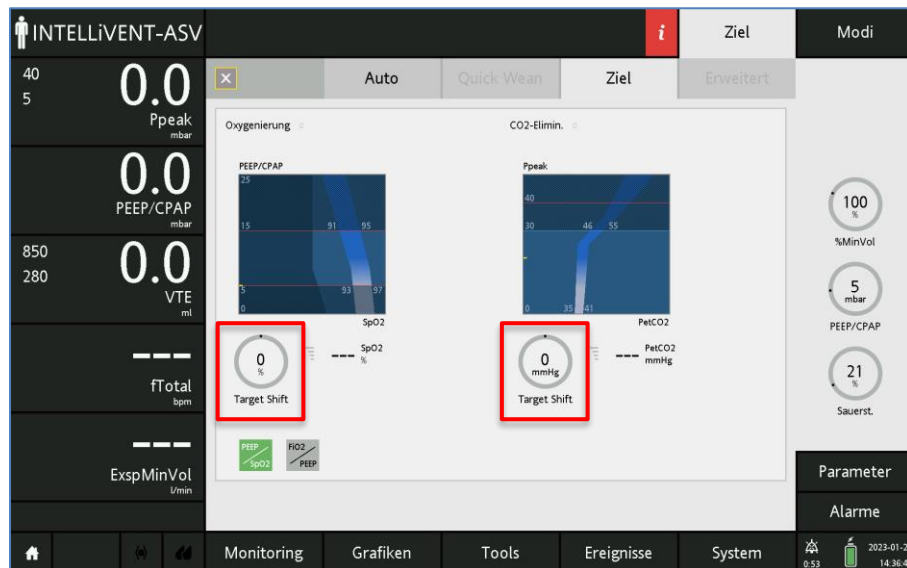 INTELLiVENT-ASV
i
Ziel
Modi
40
5
0.0
Ppeak
mbar
0.0
PEEP/CPAP
mbar
850
280
0.0
VTE
ml
---
fTotal
bpm
---
ExspMinVol
l/min
X
Auto
Quick Wean
Ziel
Erweitert
Oxygenierung
CO2-Elimin.
PEEP/CPAP
25
15
91 95
5
93 97
0
SpO2
Ppeak
40
30
46 55
0
35 41
PetCO2
0
%
Target Shift
--- SpO2
%
0
mmHg
Target Shift
--- PetCO2
mmHg
PEEP
SpO2
FiO2
PEEP
100
%
%MinVol
5
mbar
PEEP/CPAP
21
%
Sauerst.
Parameter
Alarme
Monitoring
Grafiken
Tools
Ereignisse
System
0:53
2023-01-2
14:36:4